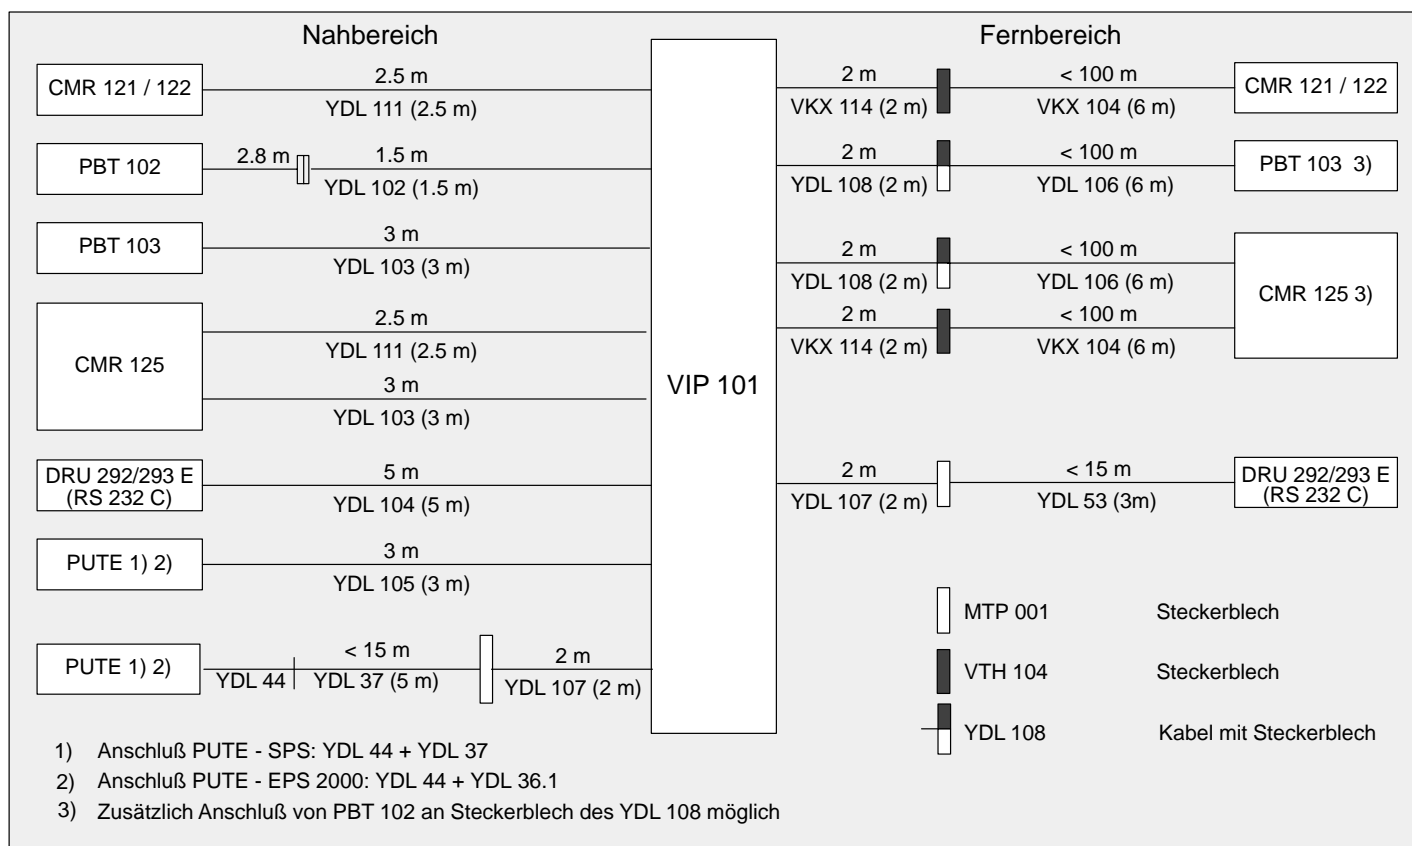 Nahbereich
Fernbereich
CMR 121 / 122
2.5 m
YDL 111 (2.5 m)
PBT 102
2.8 m
1.5 m
YDL 102 (1.5 m)
PBT 103
3 m
YDL 103 (3 m)
CMR 125
2.5 m
YDL 111 (2.5 m)
3 m
YDL 103 (3 m)
DRU 292/293 E
(RS 232 C)
5 m
YDL 104 (5 m)
PUTE 1) 2)
3 m
YDL 105 (3 m)
PUTE 1) 2)
YDL 44
< 15 m
YDL 37 (5 m)
2 m
YDL 107 (2 m)
VIP 101
2 m
VKX 114 (2 m)
< 100 m
VKX 104 (6 m)
CMR 121 / 122
2 m
YDL 108 (2 m)
< 100 m
YDL 106 (6 m)
PBT 103 3)
2 m
YDL 108 (2 m)
< 100 m
YDL 106 (6 m)
2 m
VKX 114 (2 m)
< 100 m
VKX 104 (6 m)
CMR 125 3)
2 m
YDL 107 (2 m)
< 15 m
YDL 53 (3m)
DRU 292/293 E
(RS 232 C)
MTP 001 Steckerblech
VTH 104 Steckerblech
YDL 108 Kabel mit Steckerblech
1) Anschluß PUTE - SPS: YDL 44 + YDL 37
2) Anschluß PUTE - EPS 2000: YDL 44 + YDL 36.1
3) Zusätzlich Anschluß von PBT 102 an Steckerblech des YDL 108 möglich